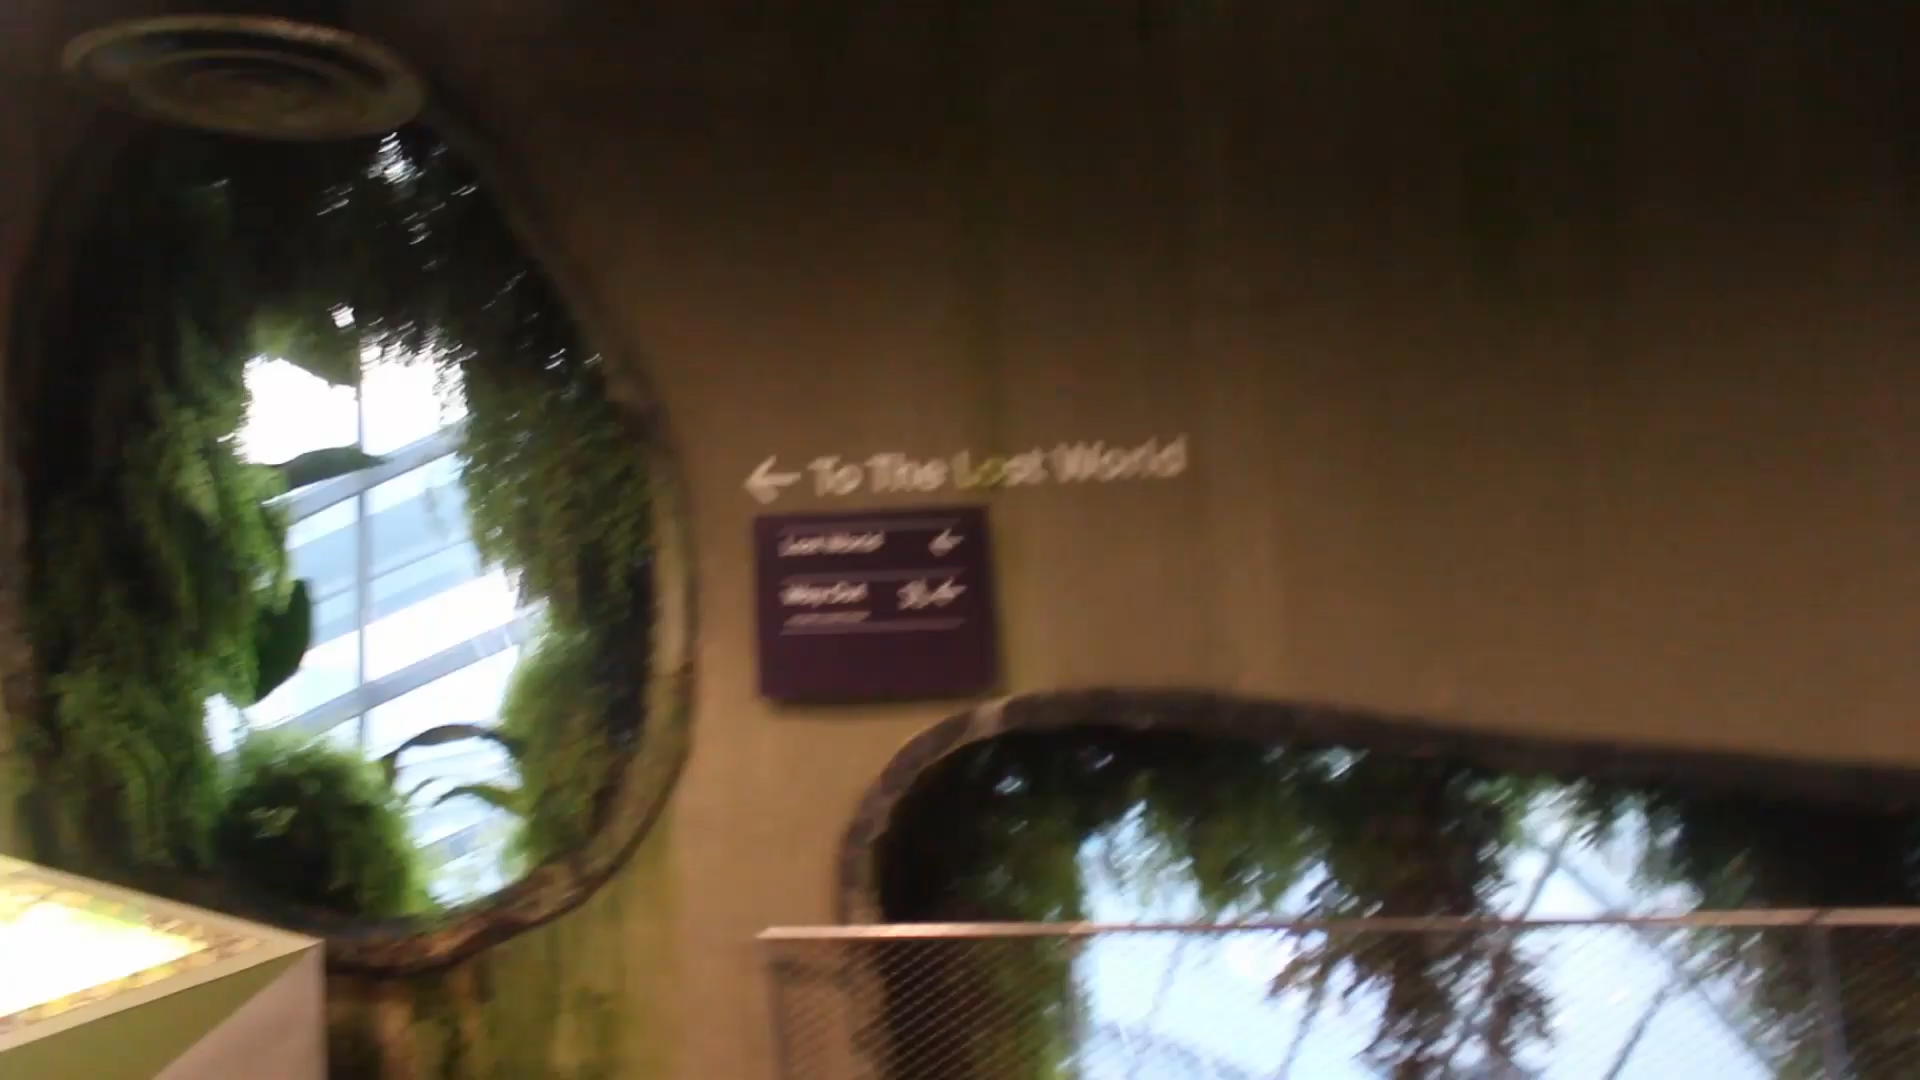 ← To The Lost World
Lost World ←
Way Out